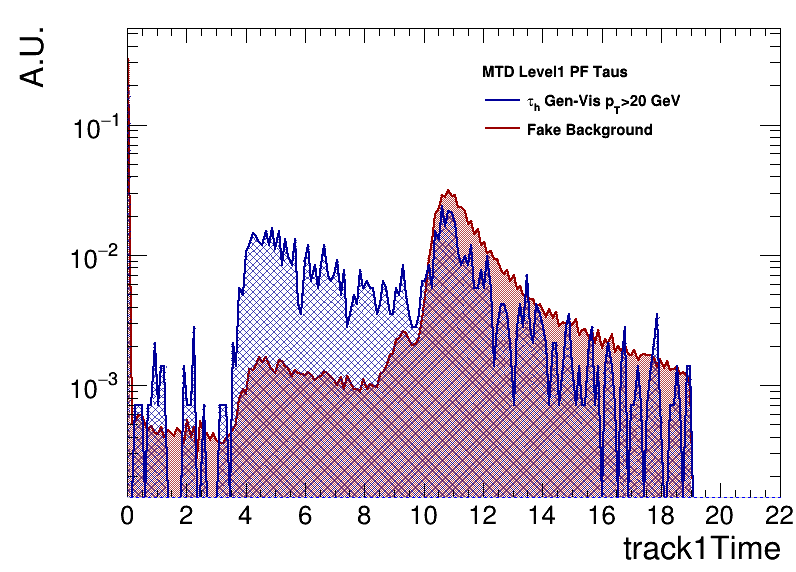 A.U.
MTD Level1 PF Taus
τh Gen-Vis pT>20 GeV
Fake Background
10−1
10−2
10−3
0 2 4 6 8 10 12 14 16 18 20 22
track1Time